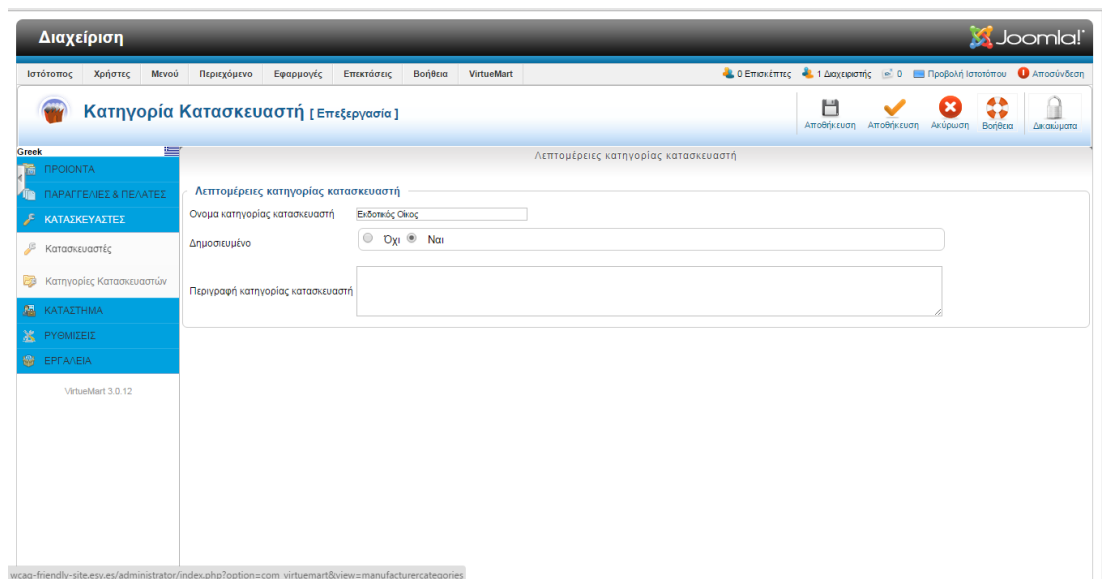 Διαχείριση
Joomla!
Ιστότοπος Χρήστες Μενού Περιεχόμενο Εφαρμογές Επεκτάσεις Βοήθεια VirtueMart 0 Επισκέπτες 1 Διαχειριστής 0 Προβολή Ιστοτόπου Αποσύνδεση
Κατηγορία Κατασκευαστή [ Επεξεργασία ]
Αποθήκευση Αποθήκευση Ακύρωση Βοήθεια Δικαιώματα
Greek
Λεπτομέρειες κατηγορίας κατασκευαστή
ΠΡΟΙΟΝΤΑ
ΠΑΡΑΓΓΕΛΙΕΣ & ΠΕΛΑΤΕΣ
ΚΑΤΑΣΚΕΥΑΣΤΕΣ
Κατασκευαστές
Κατηγορίες Κατασκευαστών
ΚΑΤΑΣΤΗΜΑ
ΡΥΘΜΙΣΕΙΣ
ΕΡΓΑΛΕΙΑ
VirtueMart 3.0.12
Λεπτομέρειες κατηγορίας κατασκευαστή
Ονομα κατηγορίας κατασκευαστή Εκδοτικός Οίκος
Δημοσιευμένο Όχι Ναι
Περιγραφή κατηγορίας κατασκευαστή
wcag-friendly-site.esy.es/administrator/index.php?option=com_virtuemart&view=manufacturercategories